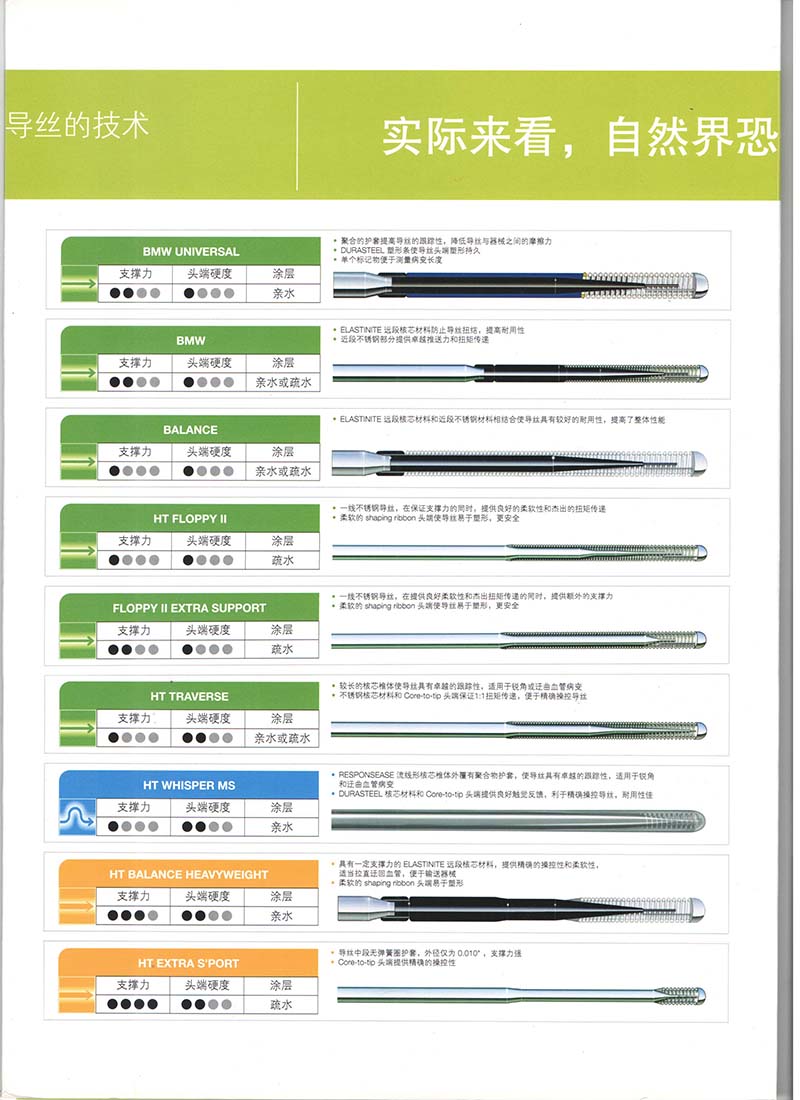 导丝的技术
实际来看，自然界恐
BMW UNIVERSAL
支撑力 头端硬度 涂层
亲水
• 聚合的护套提高导丝的跟踪性，降低导丝与器械之间的摩擦力
• DURASTEEL 塑形条使导丝头端塑形持久
• 单个标记物便于测量病变长度
BMW
支撑力 头端硬度 涂层
亲水或疏水
• ELASTINITE 远段核芯材料防止导丝扭结，提高耐用性
• 近段不锈钢部分提供卓越推送力和扭矩传递
BALANCE
支撑力 头端硬度 涂层
亲水或疏水
• ELASTINITE 远段核芯材料和近段不锈钢材料相结合使导丝具有较好的耐用性，提高了整体性能
HT FLOPPY II
支撑力 头端硬度 涂层
疏水
• 一线不锈钢导丝，在保证支撑力的同时，提供良好的柔软性和杰出的扭矩传递
• 柔软的 shaping ribbon 头端使导丝易于塑形，更安全
FLOPPY II EXTRA SUPPORT
支撑力 头端硬度 涂层
疏水
• 一线不锈钢导丝，在提供良好柔软性和杰出扭矩传递的同时，提供额外的支撑力
• 柔软的 shaping ribbon 头端使导丝易于塑形，更安全
HT TRAVERSE
支撑力 头端硬度 涂层
亲水或疏水
• 较长的核芯椎体使导丝具有卓越的跟踪性，适用于锐角或迂曲血管病变
• 不锈钢核芯材料和 Core-to-tip 头端保证1:1扭矩传递，便于精确操控导丝
HT WHISPER MS
支撑力 头端硬度 涂层
亲水
• RESPONSEASE 流线形核芯椎体外覆有聚合物护套，使导丝具有卓越的跟踪性，适用于锐角
和迂曲血管病变
• DURASTEEL 核芯材料和 Core-to-tip 头端提供良好触觉反馈，利于精确操控导丝，耐用性佳
HT BALANCE HEAVYWEIGHT
支撑力 头端硬度 涂层
亲水
• 具有一定支撑力的 ELASTINITE 远段核芯材料，提供精确的操控性和柔软性，
适当拉直迂回血管，便于输送器械
• 柔软的 shaping ribbon 头端易于塑形
HT EXTRA S'PORT
支撑力 头端硬度 涂层
疏水
• 导丝中段无弹簧圈护套，外径仅为 0.010"，支撑力强
• Core-to-tip 头端提供精确的操控性